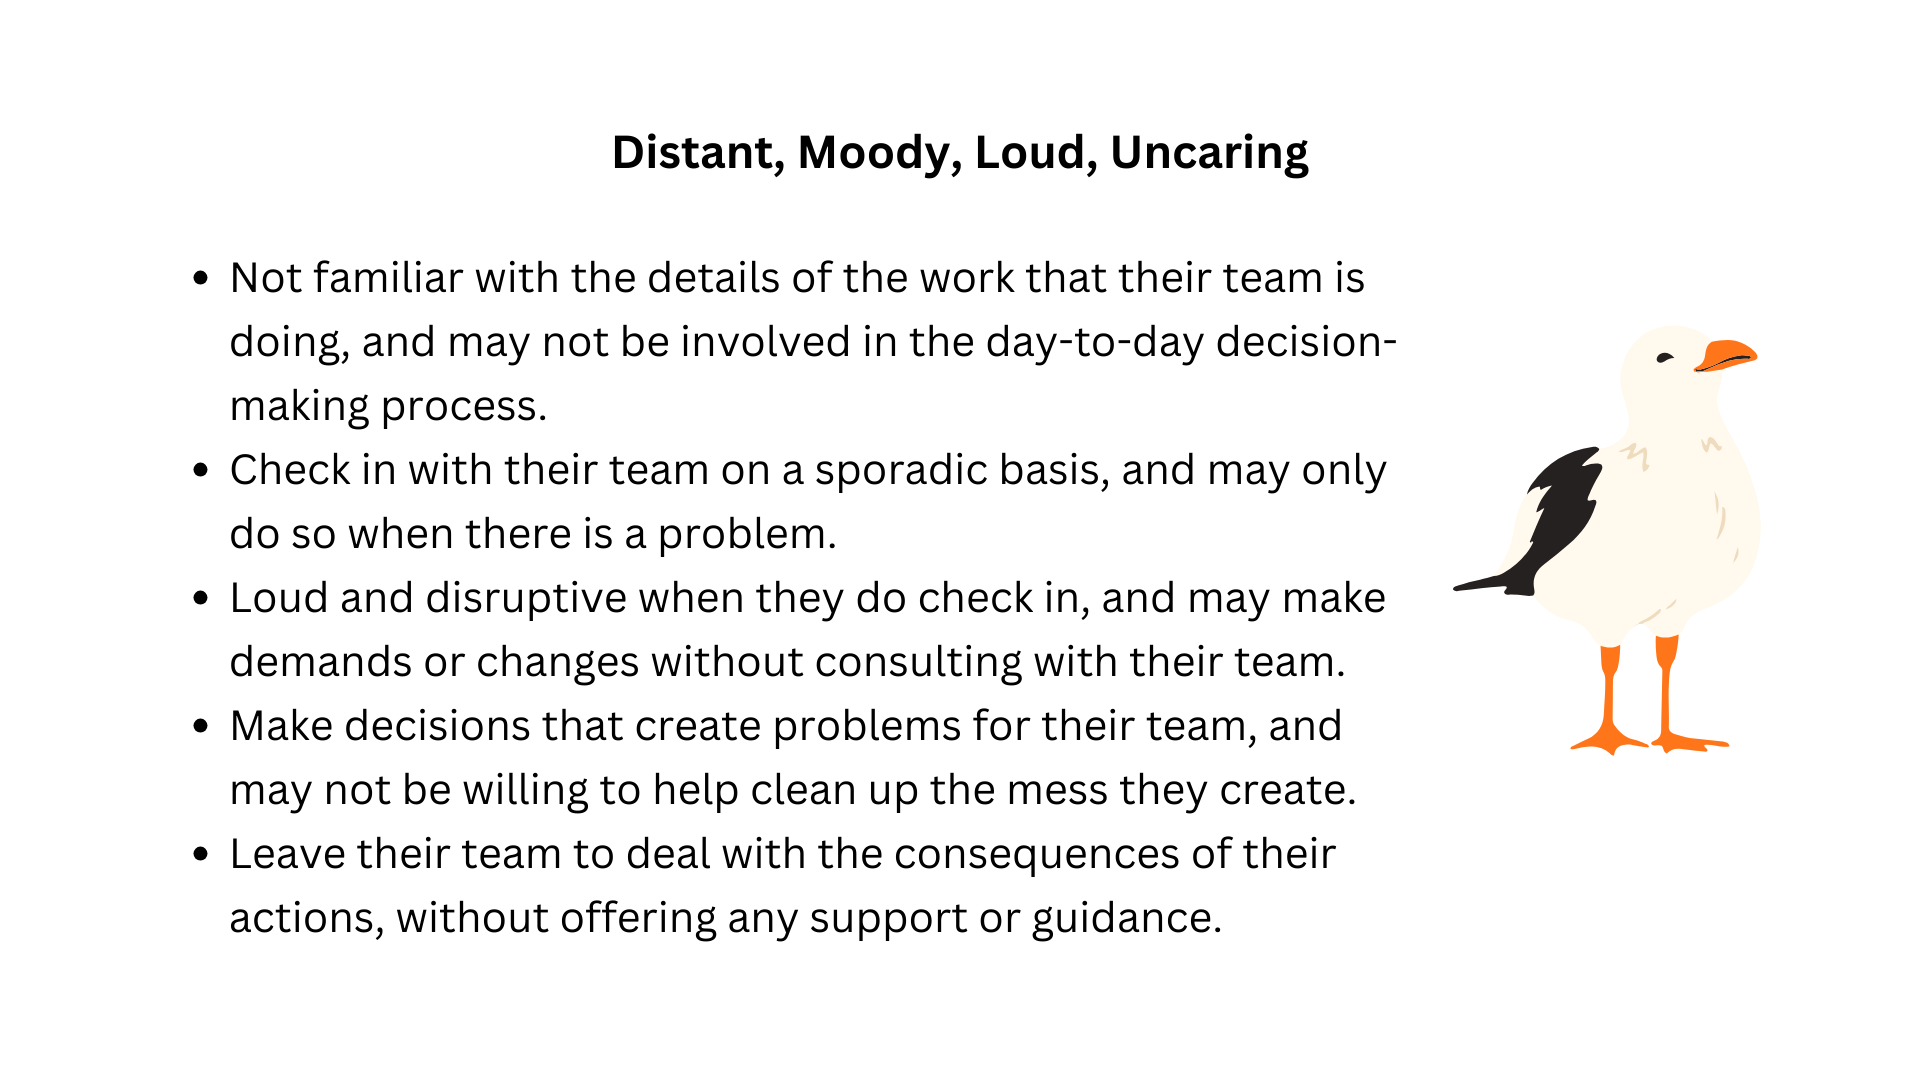 Distant, Moody, Loud, Uncaring
• Not familiar with the details of the work that their team is
doing, and may not be involved in the day-to-day decision-
making process.
• Check in with their team on a sporadic basis, and may only
do so when there is a problem.
• Loud and disruptive when they do check in, and may make
demands or changes without consulting with their team.
• Make decisions that create problems for their team, and
may not be willing to help clean up the mess they create.
• Leave their team to deal with the consequences of their
actions, without offering any support or guidance.